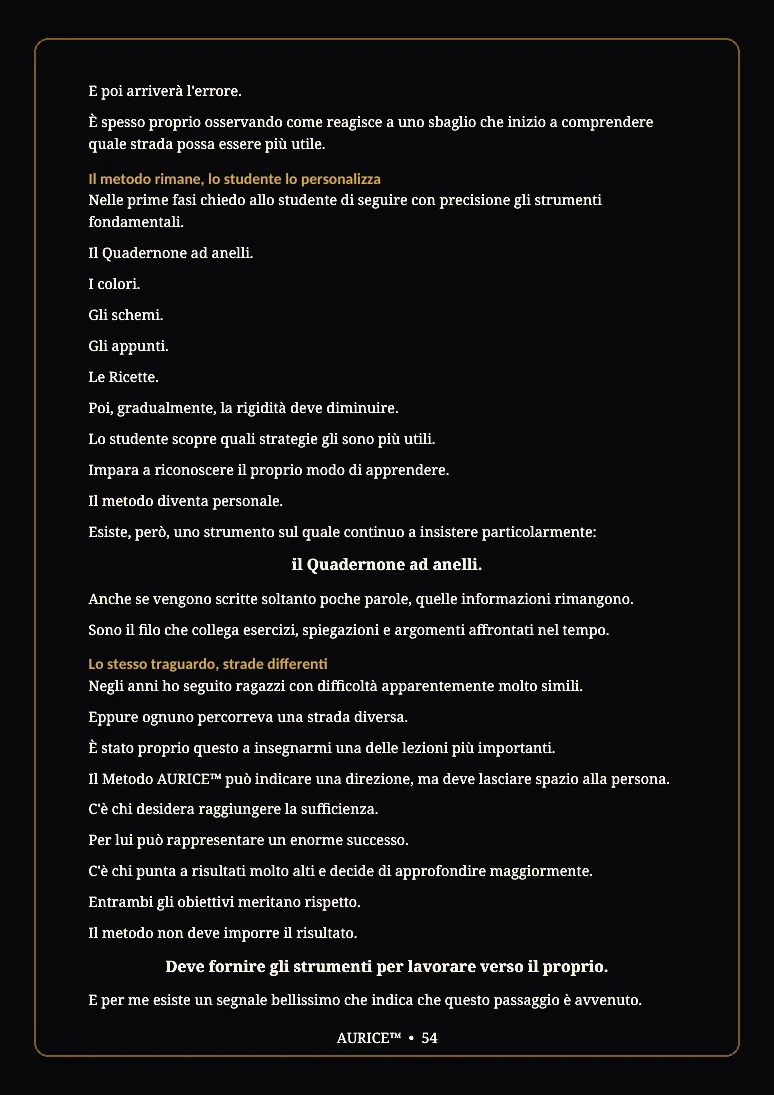 E poi arriverà l'errore.
È spesso proprio osservando come reagisce a uno sbaglio che inizio a comprendere
quale strada possa essere più utile.
Il metodo rimane, lo studente lo personalizza
Nelle prime fasi chiedo allo studente di seguire con precisione gli strumenti
fondamentali.
Il Quadernone ad anelli.
I colori.
Gli schemi.
Gli appunti.
Le Ricette.
Poi, gradualmente, la rigidità deve diminuire.
Lo studente scopre quali strategie gli sono più utili.
Impara a riconoscere il proprio modo di apprendere.
Il metodo diventa personale.
Esiste, però, uno strumento sul quale continuo a insistere particolarmente:
il Quadernone ad anelli.
Anche se vengono scritte soltanto poche parole, quelle informazioni rimangono.
Sono il filo che collega esercizi, spiegazioni e argomenti affrontati nel tempo.
Lo stesso traguardo, strade differenti
Negli anni ho seguito ragazzi con difficoltà apparentemente molto simili.
Eppure ognuno percorreva una strada diversa.
È stato proprio questo a insegnarmi una delle lezioni più importanti.
Il Metodo AURICE™ può indicare una direzione, ma deve lasciare spazio alla persona.
C'è chi desidera raggiungere la sufficienza.
Per lui può rappresentare un enorme successo.
C'è chi punta a risultati molto alti e decide di approfondire maggiormente.
Entrambi gli obiettivi meritano rispetto.
Il metodo non deve imporre il risultato.
Deve fornire gli strumenti per lavorare verso il proprio.
E per me esiste un segnale bellissimo che indica che questo passaggio è avvenuto.
AURICE™ • 54